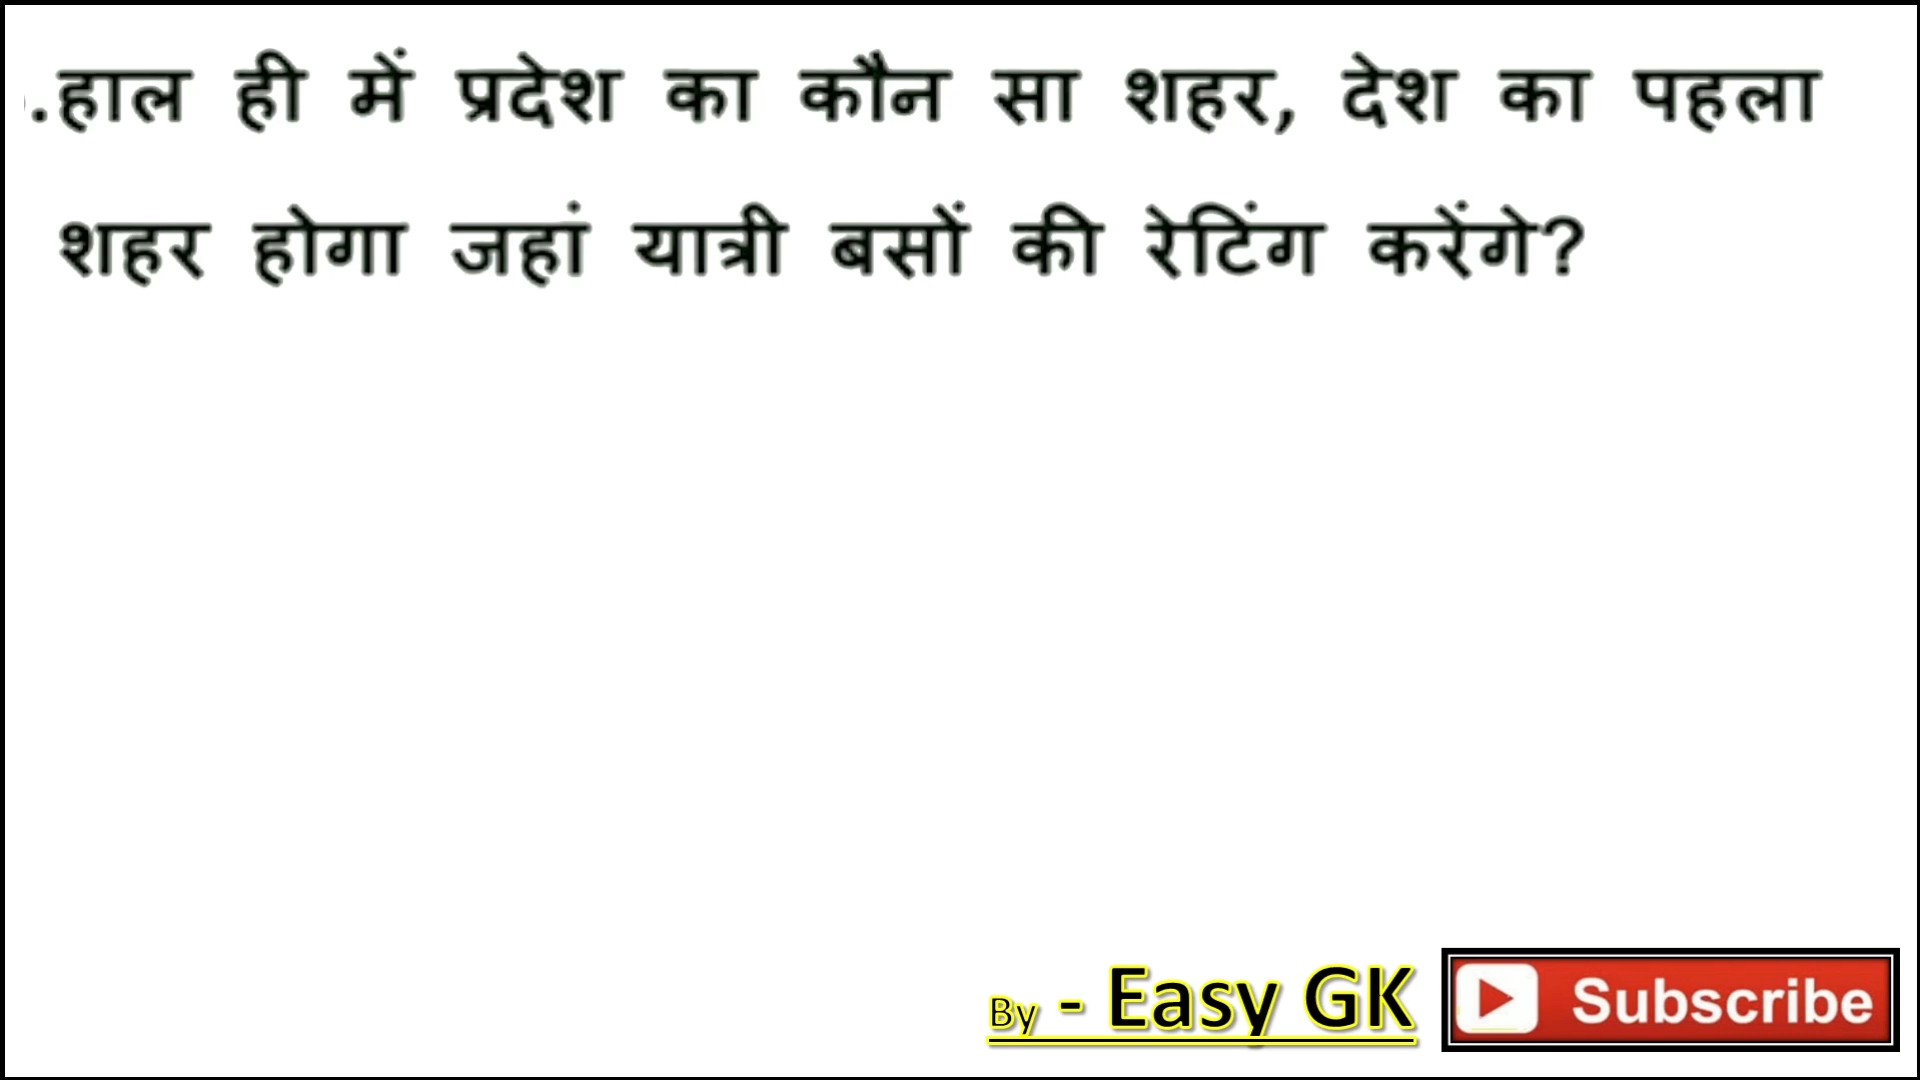 .हाल ही में प्रदेश का कौन सा शहर, देश का पहला
शहर होगा जहां यात्री बसों की रेटिंग करेंगे?
By - Easy GK
Subscribe